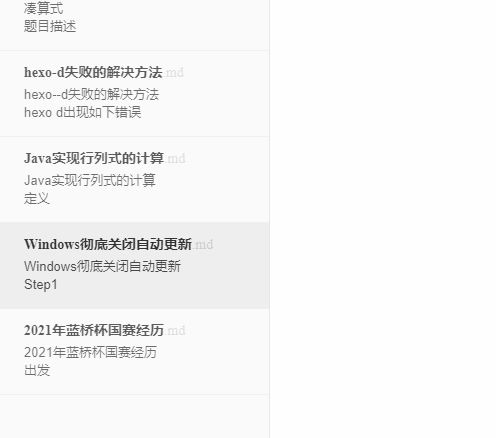 凑算式
题目描述
hexo-d失败的解决方法.md
hexo--d失败的解决方法
hexo d出现如下错误
Java实现行列式的计算.md
Java实现行列式的计算
定义
Windows彻底关闭自动更新.md
Windows彻底关闭自动更新
Step1
2021年蓝桥杯国赛经历.md
2021年蓝桥杯国赛经历
出发